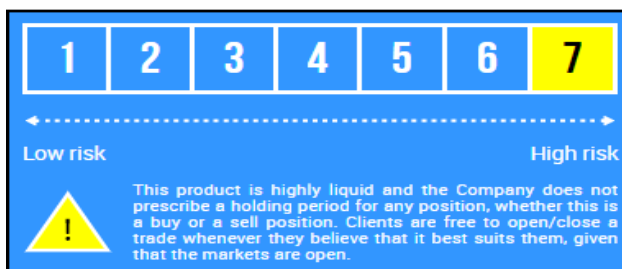 1 2 3 4 5 6 7
Low risk High risk
!
This product is highly liquid and the Company does not
prescribe a holding period for any position, whether this is
a buy or a sell position. Clients are free to open/close a
trade whenever they believe that it best suits them, given
that the markets are open.